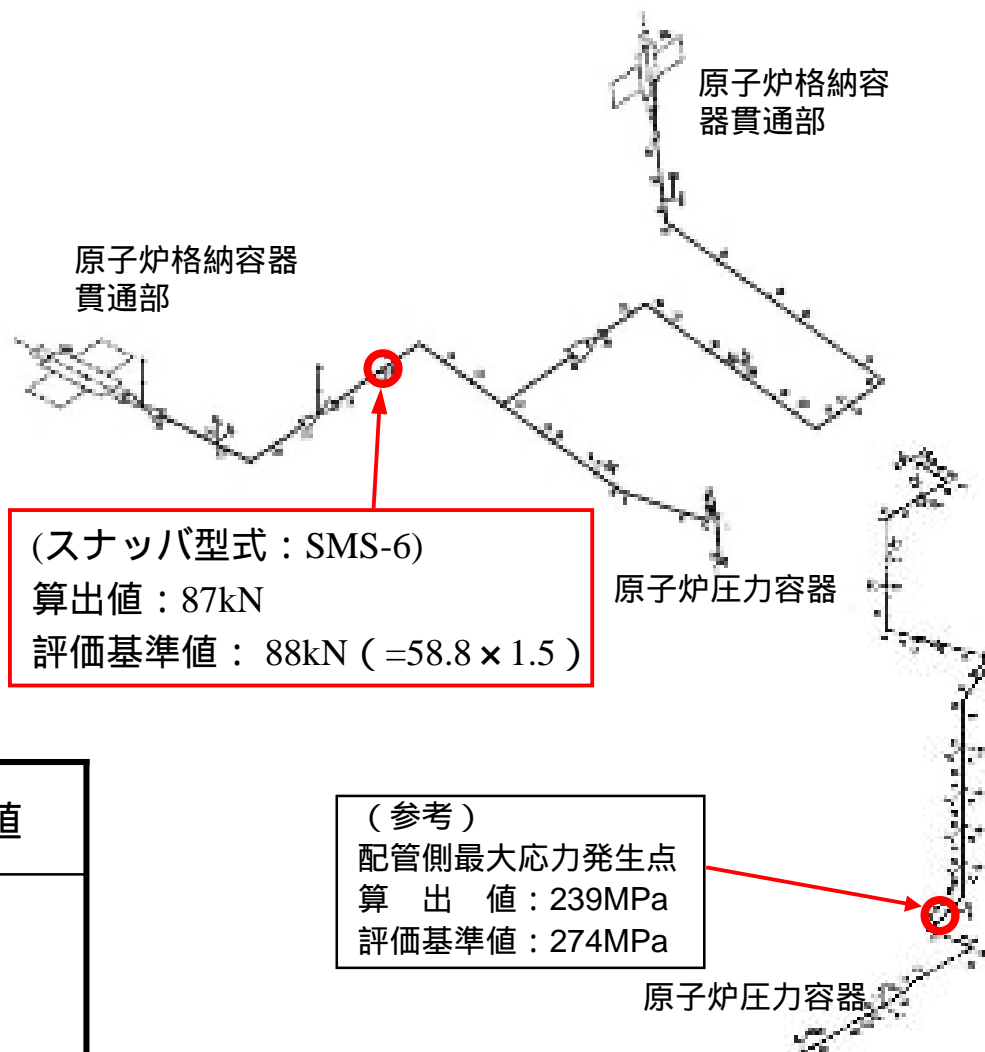 原子炉格納容
器貫通部
原子炉格納容器
貫通部
(スナッパ型式：SMS-6)
算出値：87kN
評価基準値： 88kN（=58.8×1.5）
原子炉圧力容器
値
（参考）
配管側最大応力発生点
算　出　値：239MPa
評価基準値：274MPa
原子炉圧力容器